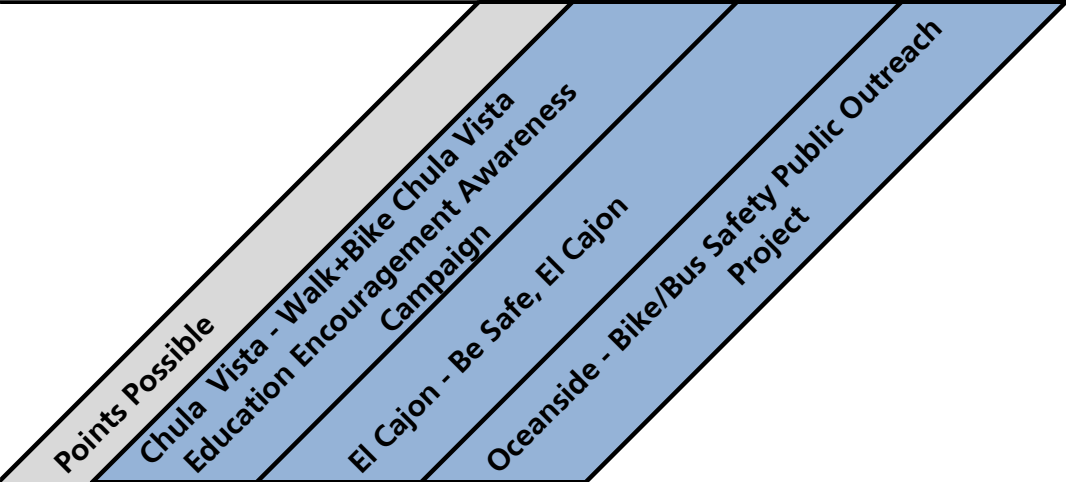 Points Possible
Chula Vista - Walk+Bike Chula Vista
Education Encouragement Awareness
Campaign
El Cajon - Be Safe, El Cajon
Oceanside - Bike/Bus Safety Public Outreach
Project